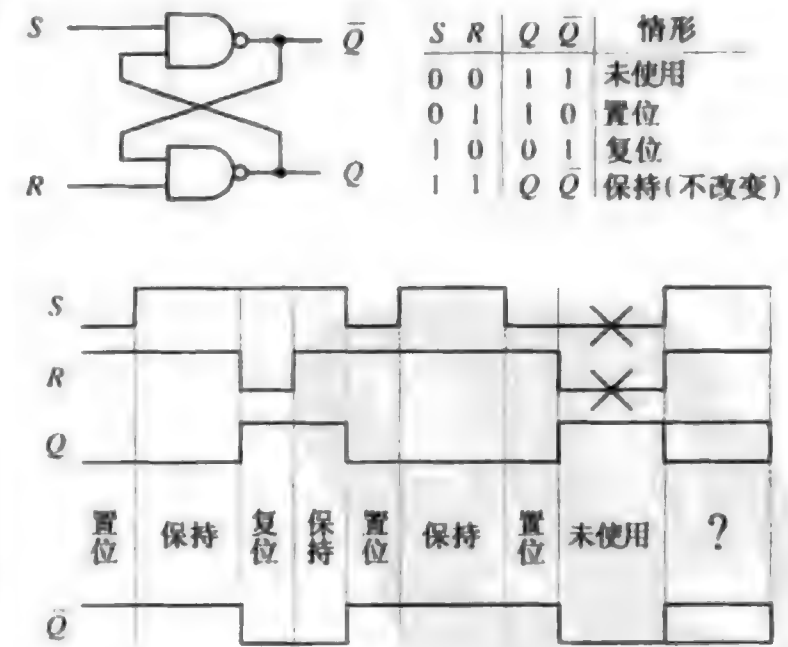 S
Q̄
R
Q
S R Q Q̄ 情形
0 0 1 1 未使用
0 1 1 0 置位
1 0 0 1 复位
1 1 Q Q̄ 保持(不改变)
S
R
Q
置位 保持 复位 保持 置位 保持 置位 未使用 ?
Q̄